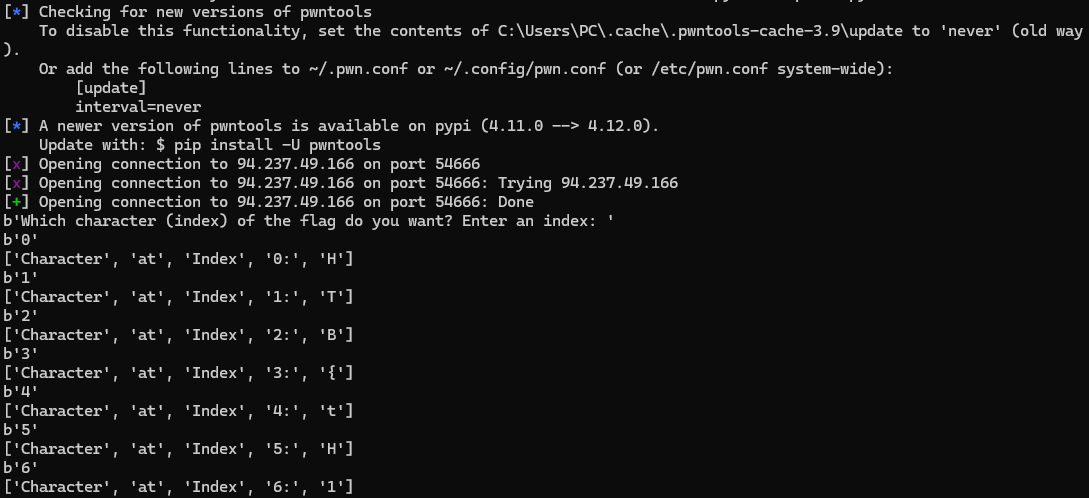 [*] Checking for new versions of pwntools
    To disable this functionality, set the contents of C:\Users\PC\.cache\.pwntools-cache-3.9\update to 'never' (old way
).
    Or add the following lines to ~/.pwn.conf or ~/.config/pwn.conf (or /etc/pwn.conf system-wide):
        [update]
        interval=never
[*] A newer version of pwntools is available on pypi (4.11.0 --> 4.12.0).
    Update with: $ pip install -U pwntools
[x] Opening connection to 94.237.49.166 on port 54666
[x] Opening connection to 94.237.49.166 on port 54666: Trying 94.237.49.166
[+] Opening connection to 94.237.49.166 on port 54666: Done
b'Which character (index) of the flag do you want? Enter an index: '
b'0'
['Character', 'at', 'Index', '0:', 'H']
b'1'
['Character', 'at', 'Index', '1:', 'T']
b'2'
['Character', 'at', 'Index', '2:', 'B']
b'3'
['Character', 'at', 'Index', '3:', '{']
b'4'
['Character', 'at', 'Index', '4:', 't']
b'5'
['Character', 'at', 'Index', '5:', 'H']
b'6'
['Character', 'at', 'Index', '6:', '1']